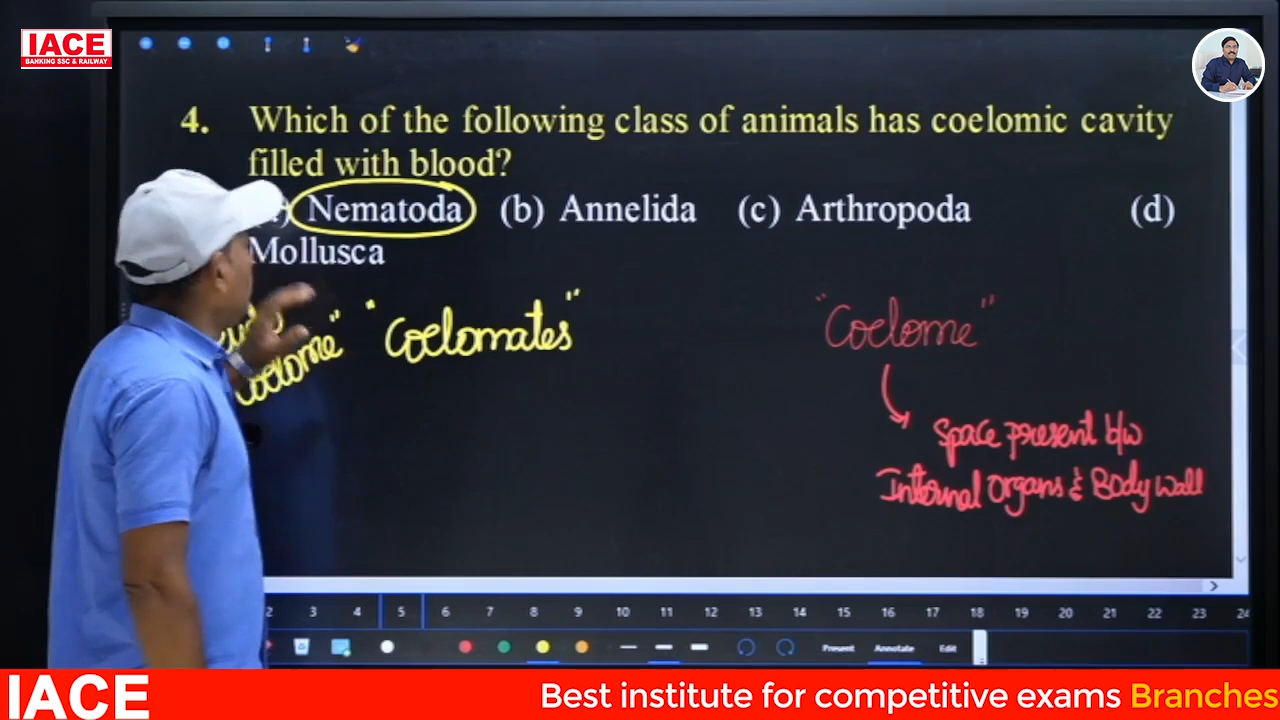 IACE
BANKING SSC & RAILWAY
4. Which of the following class of animals has coelomic cavity
filled with blood?
Nematoda (b) Annelida (c) Arthropoda (d)
Mollusca
"Coelomates"
coelome"
"Coelome"
Space present b/w
Internal Organs & Body wall
2 3 4 5 6 7 8 9 10 11 12 13 14 15 16 17 18 19 20 21 22 23 24
Present Annotate Edit
IACE Best institute for competitive exams Branches